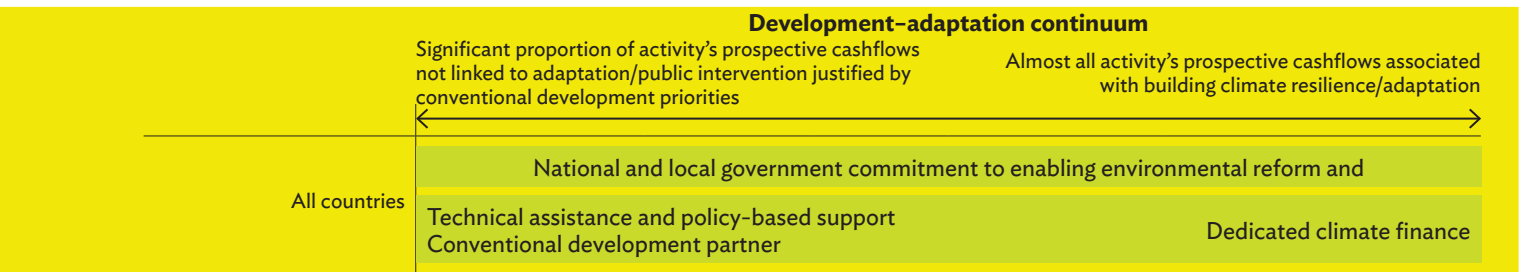 Development–adaptation continuum
Significant proportion of activity's prospective cashflows
not linked to adaptation/public intervention justified by
conventional development priorities
Almost all activity's prospective cashflows associated
with building climate resilience/adaptation
National and local government commitment to enabling environmental reform and
All countries
Technical assistance and policy-based support
Conventional development partner
Dedicated climate finance